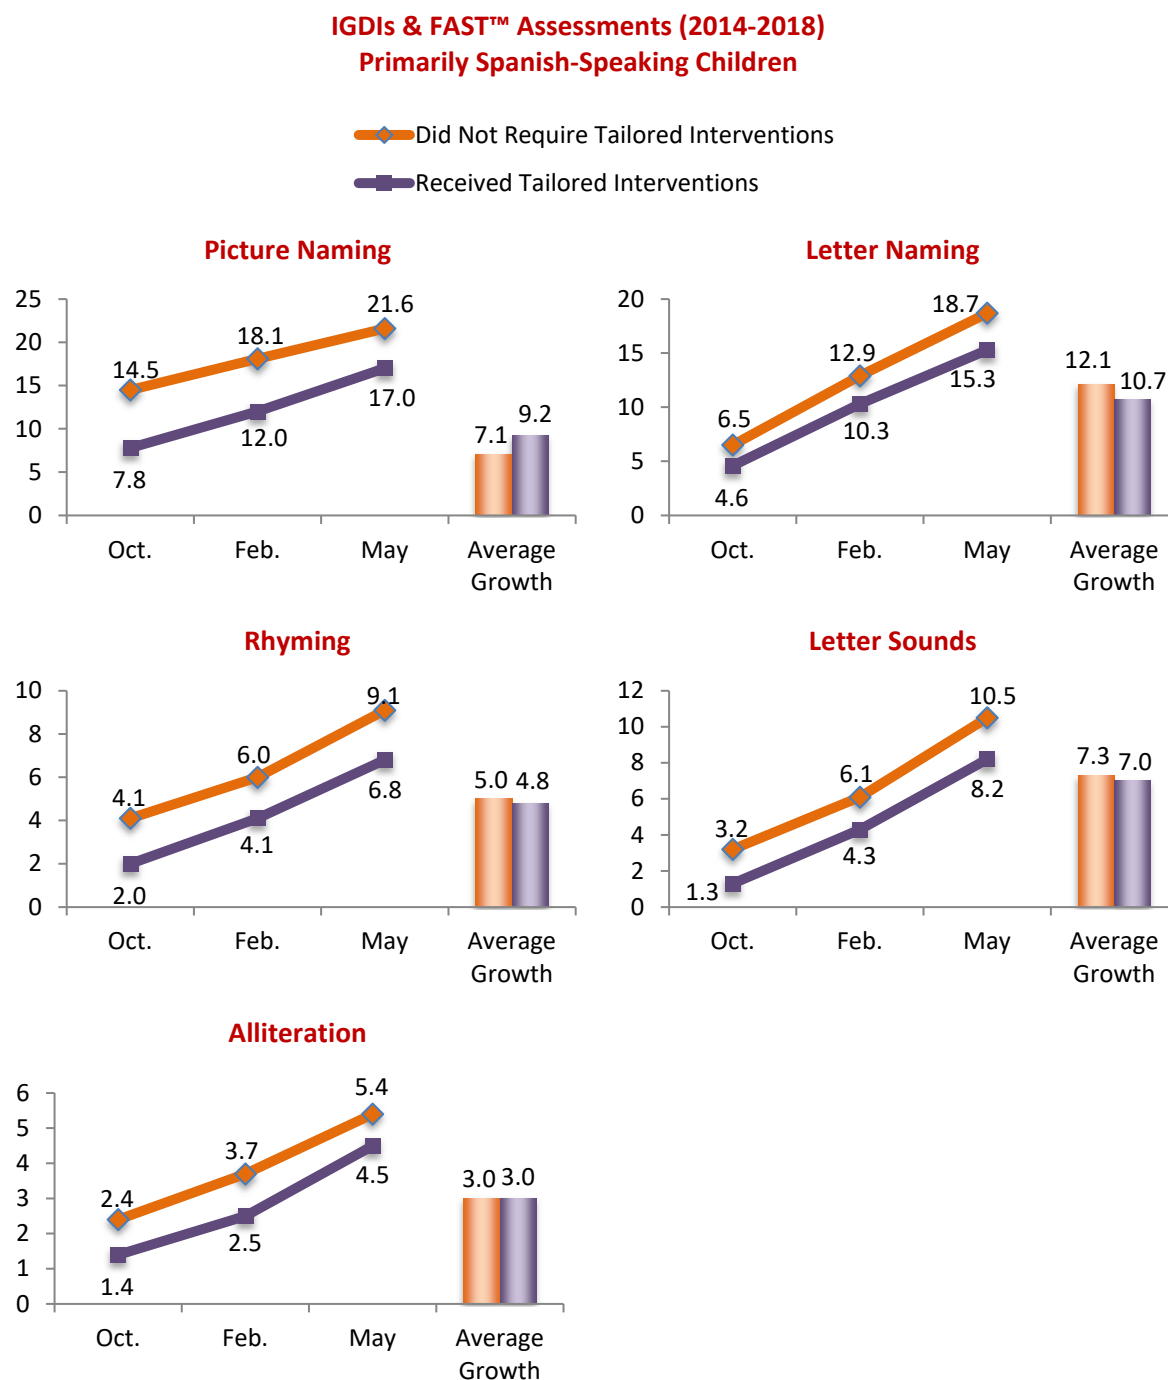 IGDIs & FAST™ Assessments (2014-2018)
Primarily Spanish-Speaking Children
Did Not Require Tailored Interventions
Received Tailored Interventions
Picture Naming
25
20
15
10
5
0
14.5
18.1
21.6
7.8
12.0
17.0
7.1
9.2
Oct.
Feb.
May
Average
Growth
Letter Naming
20
15
10
5
0
6.5
12.9
18.7
4.6
10.3
15.3
12.1
10.7
Oct.
Feb.
May
Average
Growth
Rhyming
10
8
6
4
2
0
4.1
6.0
9.1
2.0
4.1
6.8
5.0
4.8
Oct.
Feb.
May
Average
Growth
Letter Sounds
12
10
8
6
4
2
0
3.2
6.1
10.5
1.3
4.3
8.2
7.3
7.0
Oct.
Feb.
May
Average
Growth
Alliteration
6
5
4
3
2
1
0
2.4
3.7
5.4
1.4
2.5
4.5
3.0
3.0
Oct.
Feb.
May
Average
Growth